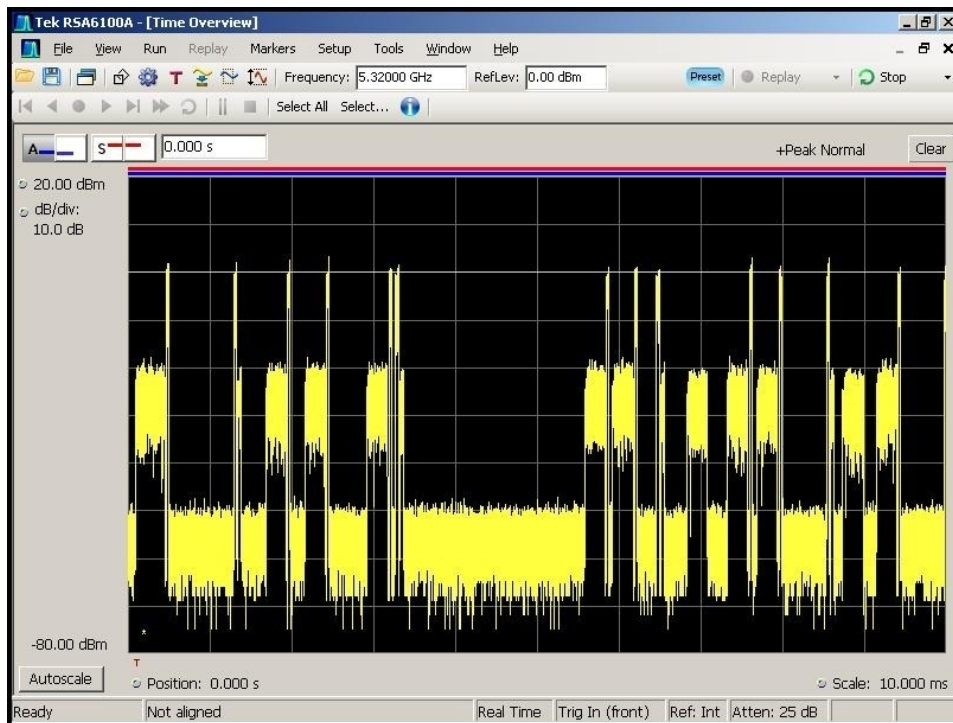 Tek RSA6100A - [Time Overview]
File View Run Replay Markers Setup Tools Window Help
T Frequency: 5.32000 GHz RefLev: 0.00 dBm Preset Replay Stop
Select All Select...
A S 0.000 s +Peak Normal Clear
20.00 dBm
dB/div:
10.0 dB
-80.00 dBm
T
Autoscale Position: 0.000 s Scale: 10.000 ms
Ready Not aligned Real Time Trig In (front) Ref: Int Atten: 25 dB